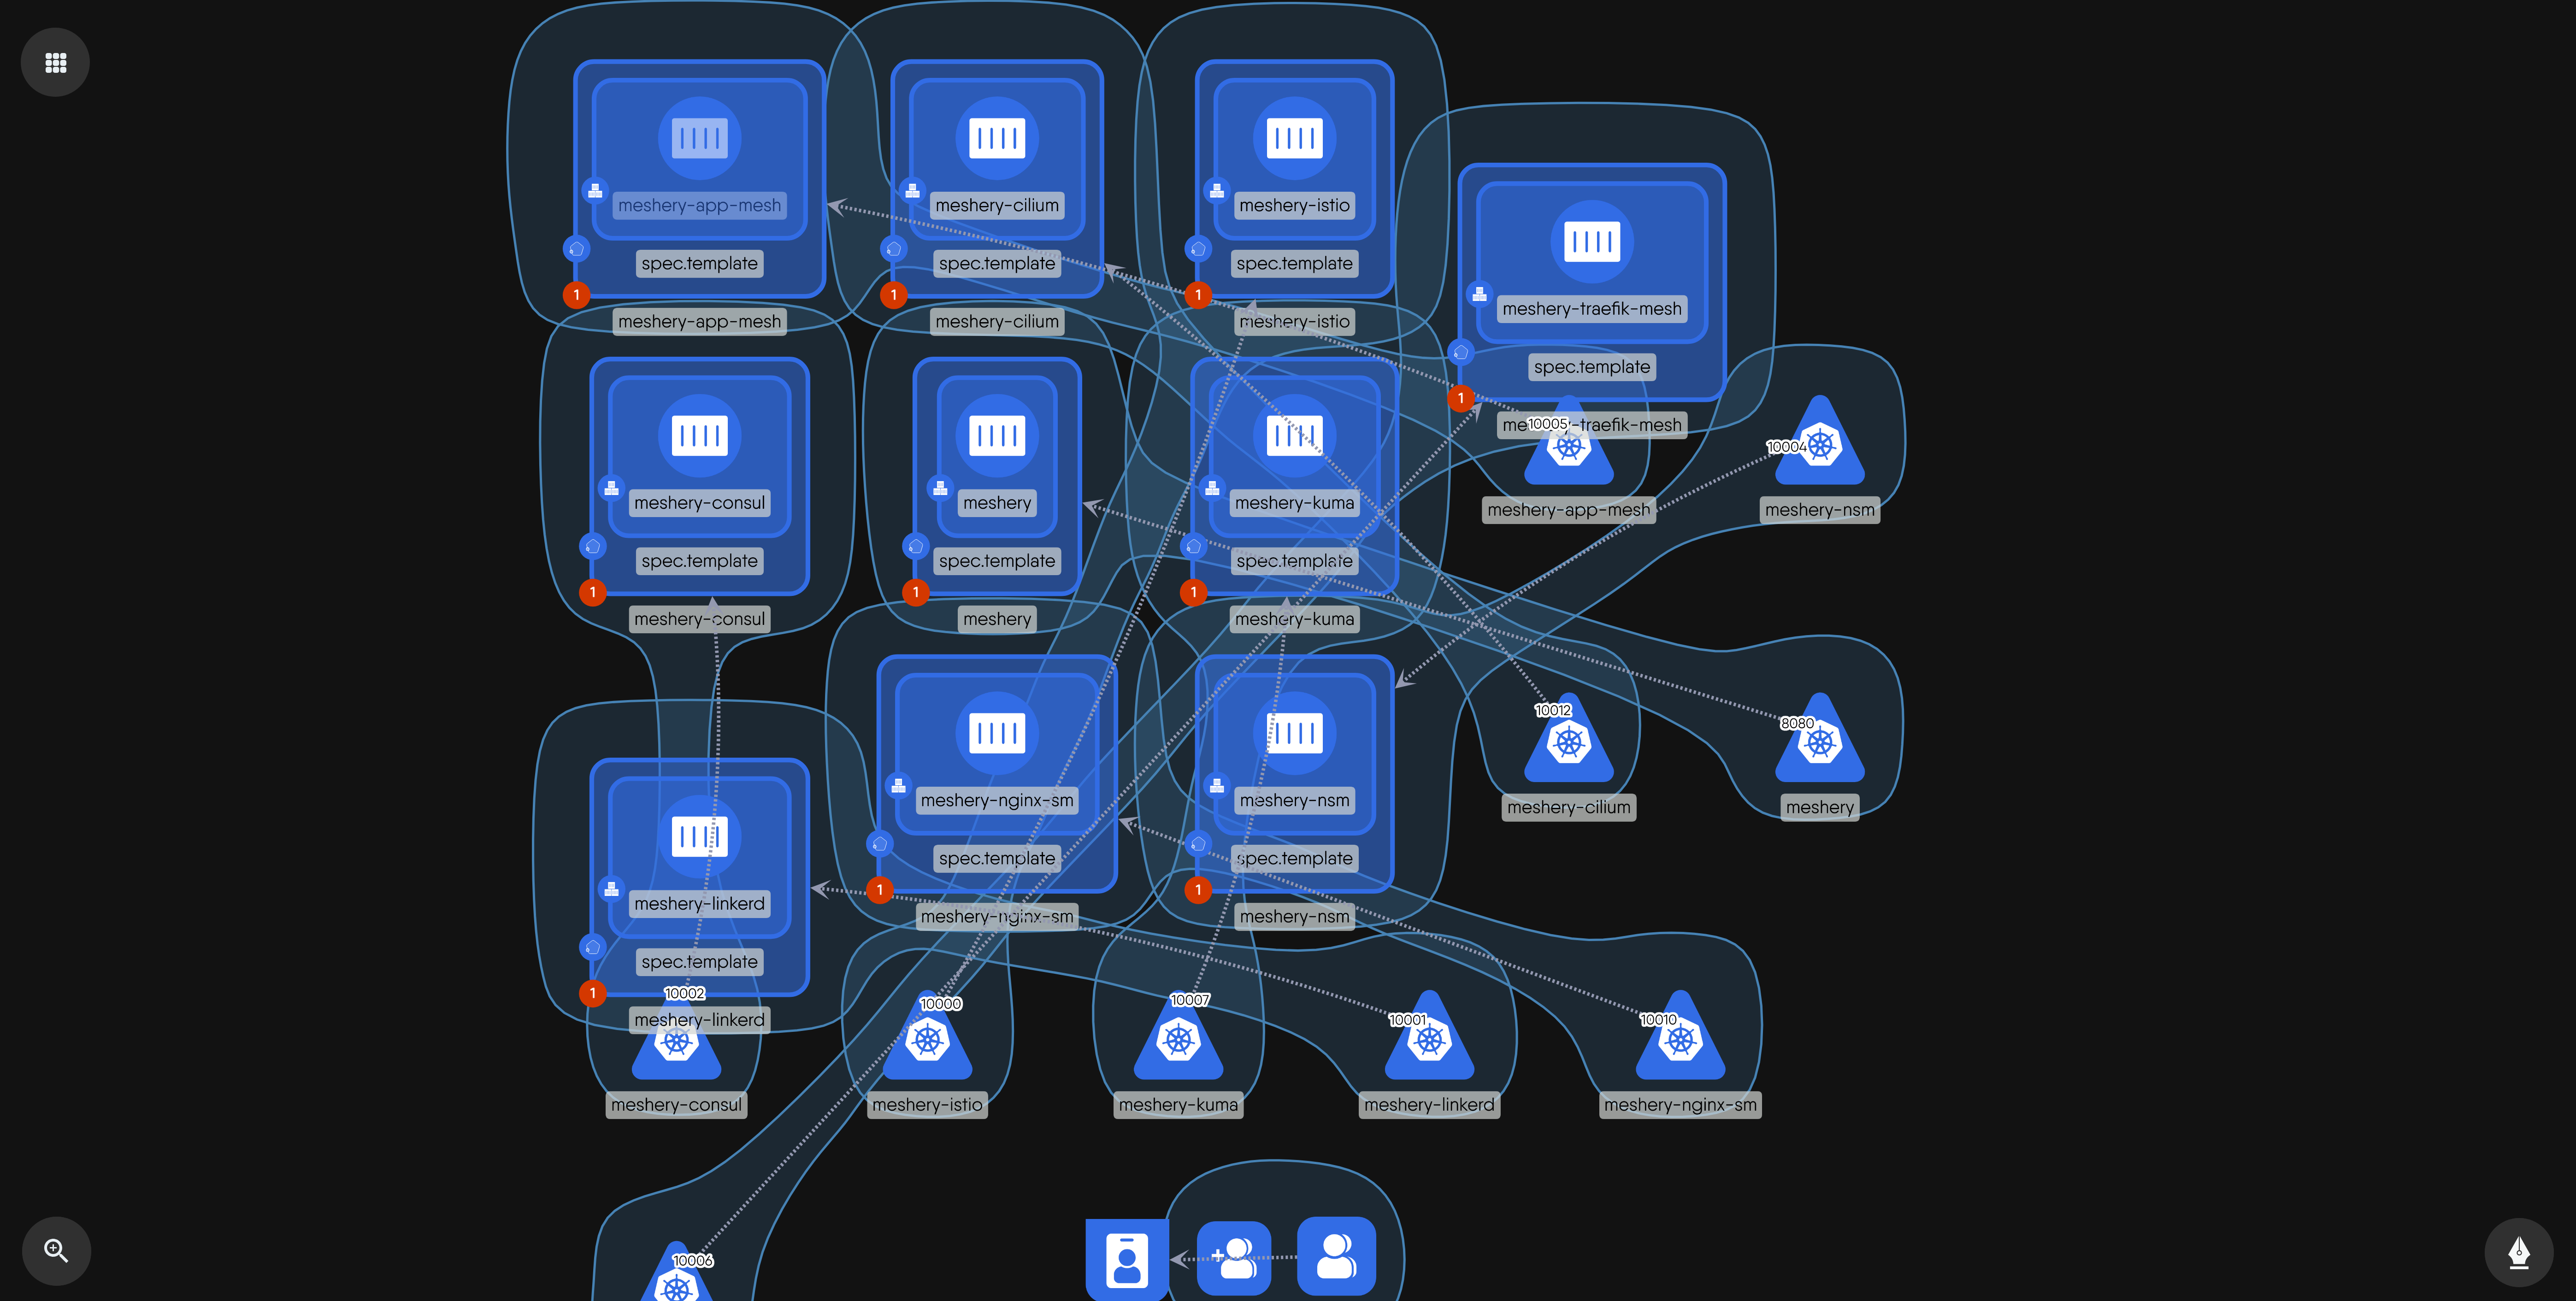 meshery-app-mesh
spec.template
1
meshery-app-mesh
meshery-cilium
spec.template
1
meshery-cilium
meshery-istio
spec.template
1
meshery-istio
meshery-traefik-mesh
spec.template
1
meshery-traefik-mesh
10005
meshery-app-mesh
10004
meshery-nsm
meshery-consul
spec.template
1
meshery-consul
meshery
spec.template
1
meshery
meshery-kuma
spec.template
1
meshery-kuma
10012
meshery-cilium
8080
meshery
meshery-linkerd
spec.template
1
meshery-linkerd
meshery-nginx-sm
spec.template
1
meshery-nginx-sm
meshery-nsm
spec.template
1
meshery-nsm
10002
meshery-consul
10000
meshery-istio
10007
meshery-kuma
10001
meshery-linkerd
10010
meshery-nginx-sm
10006